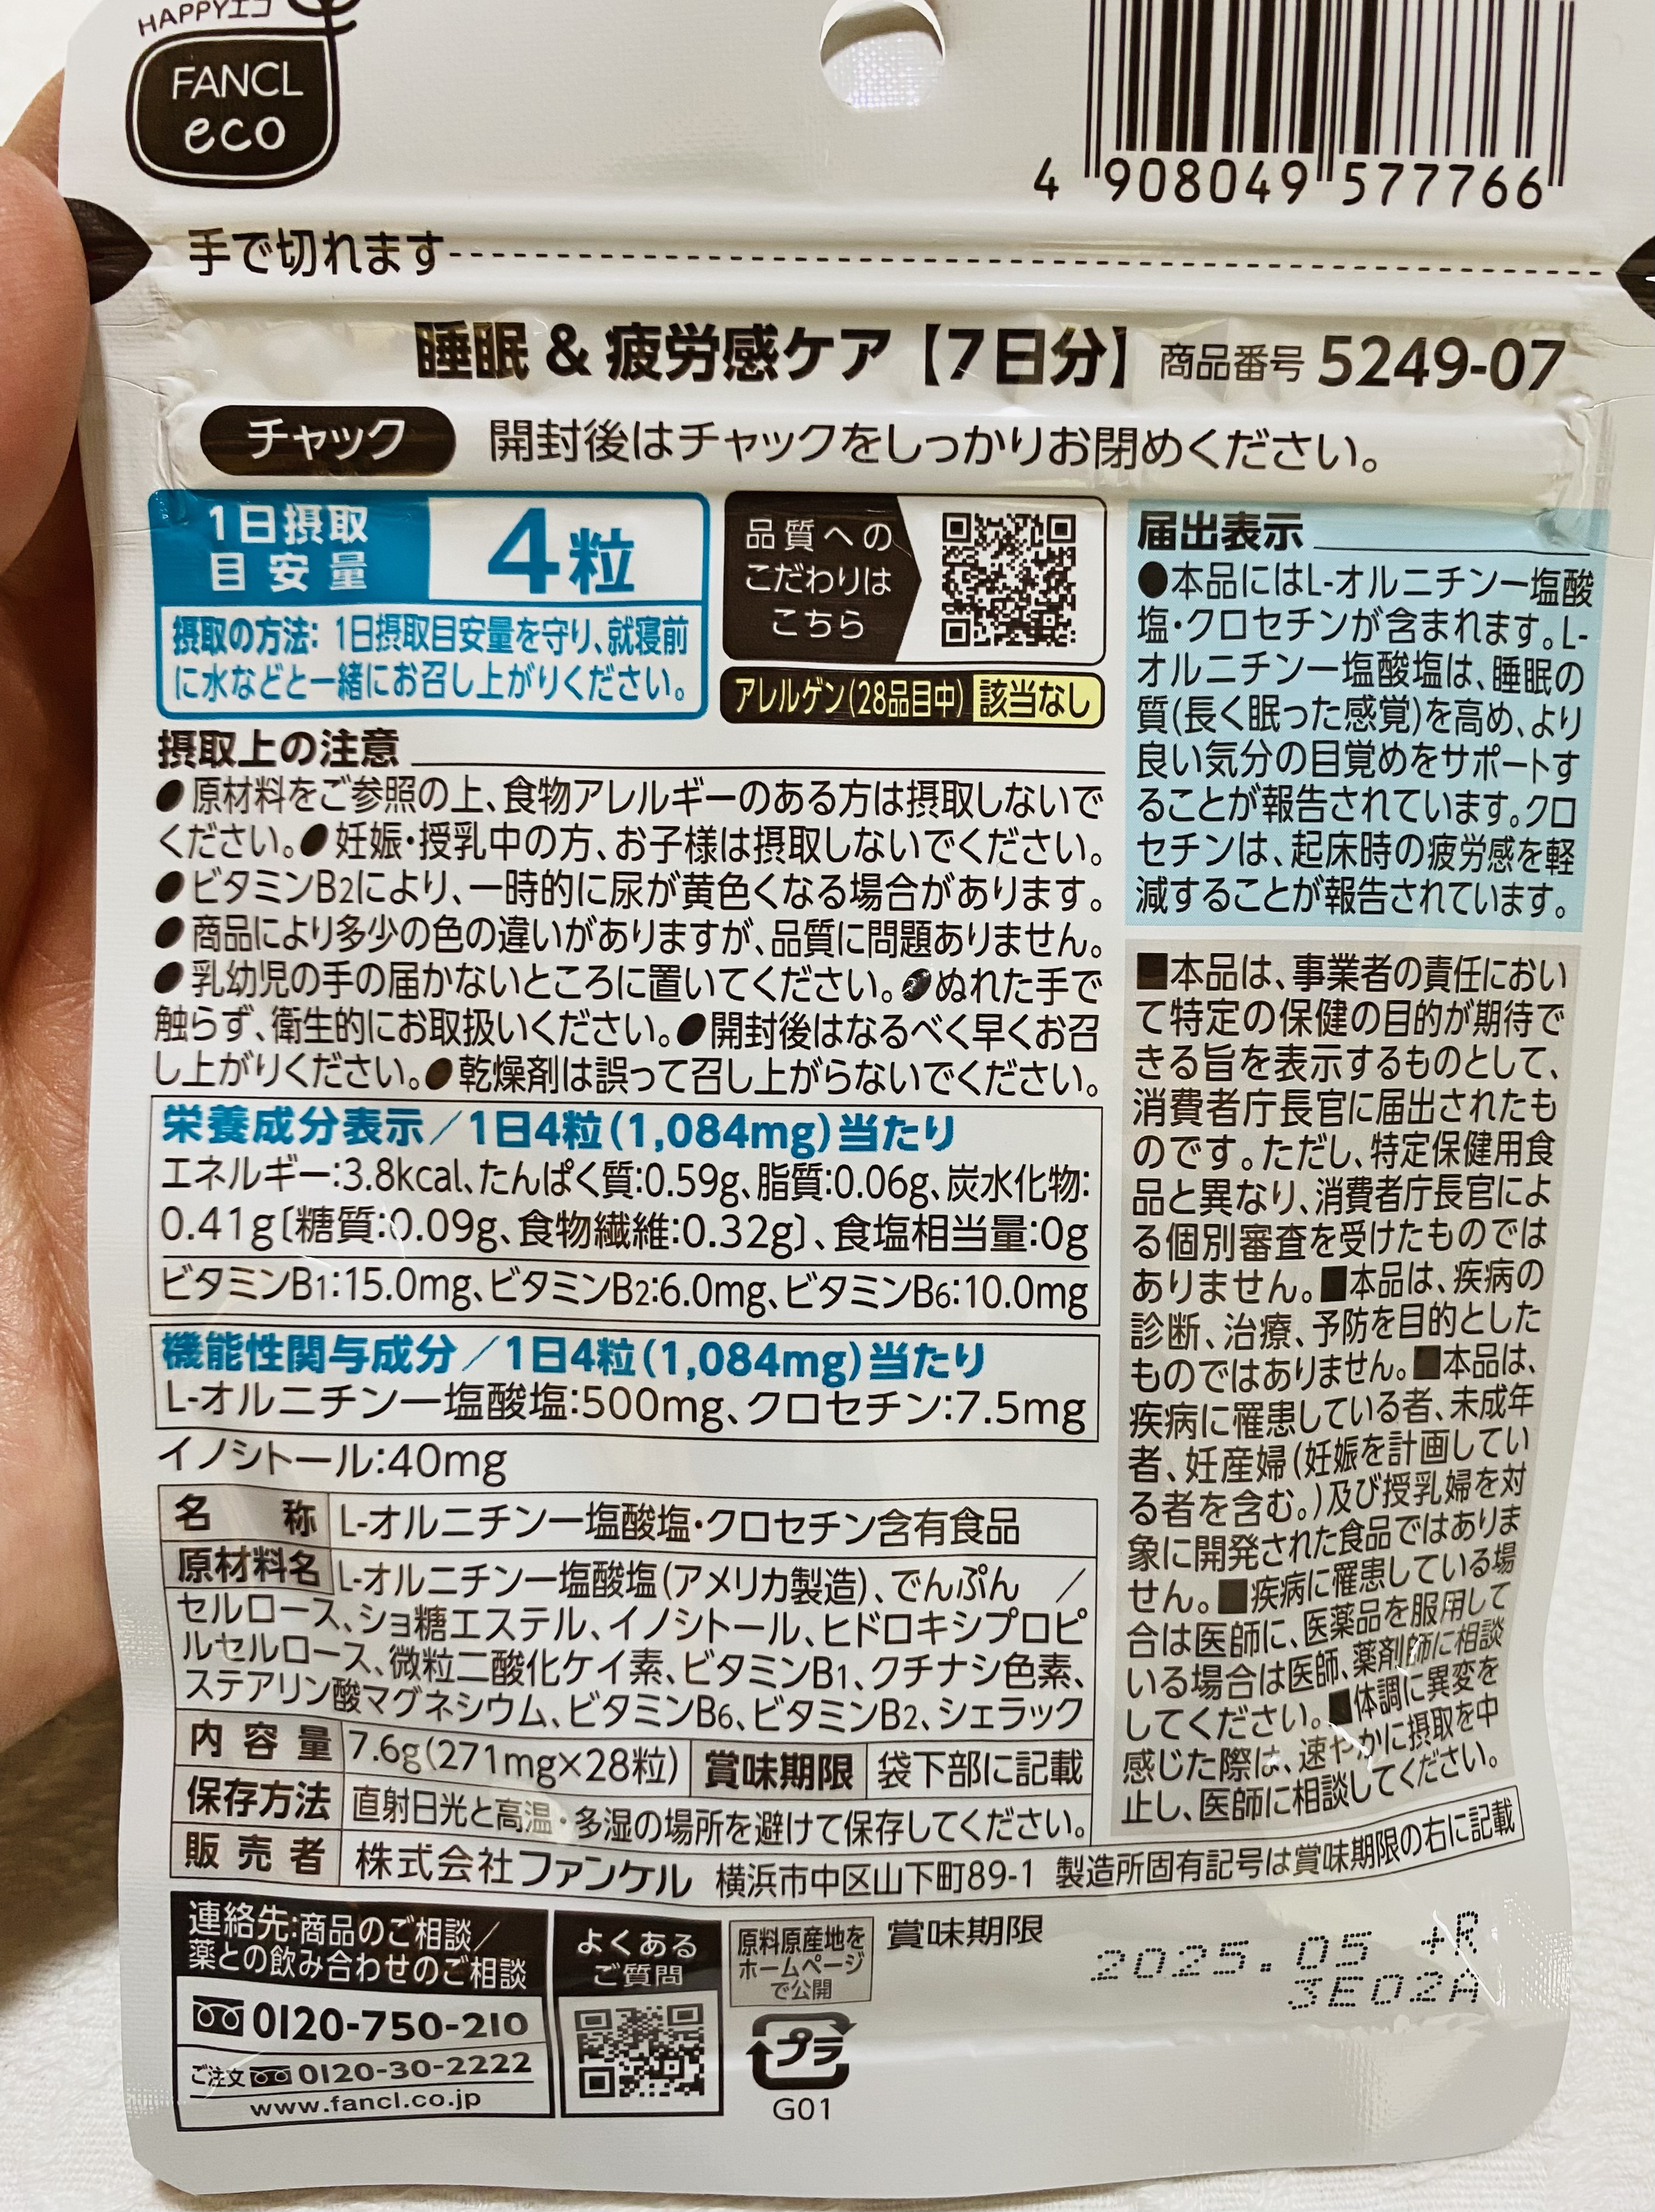 HAPPYエコ
FANCL
eco
4 908049 577766
手で切れます
睡眠 & 疲労感ケア【7日分】 商品番号 5249-07
チャック 開封後はチャックをしっかりお閉めください。
1日摂取
目安量
4粒
摂取の方法: 1日摂取目安量を守り、就寝前
に水などと一緒にお召し上がりください。
品質への
こだわりは
こちら
アレルゲン(28品目中) 該当なし
摂取上の注意
●原材料をご参照の上、食物アレルギーのある方は摂取しないで
ください。●妊娠・授乳中の方、お子様は摂取しないでください。
●ビタミンB2により、一時的に尿が黄色くなる場合があります。
●商品により多少の色の違いがありますが、品質に問題ありません。
●乳幼児の手の届かないところに置いてください。●ぬれた手で
触らず、衛生的にお取扱いください。●開封後はなるべく早くお召
し上がりください。●乾燥剤は誤って召し上がらないでください。
栄養成分表示/1日4粒(1,084mg)当たり
エネルギー:3.8kcal、たんぱく質:0.59g、脂質:0.06g、炭水化物:
0.41g〔糖質:0.09g、食物繊維:0.32g〕、食塩相当量:0g
ビタミンB1:15.0mg、ビタミンB2:6.0mg、ビタミンB6:10.0mg
機能性関与成分/1日4粒(1,084mg)当たり
L-オルニチン一塩酸塩:500mg、クロセチン:7.5mg
イノシトール:40mg
名称 L-オルニチン一塩酸塩・クロセチン含有食品
原材料名 L-オルニチン一塩酸塩(アメリカ製造)、でんぷん /
セルロース、ショ糖エステル、イノシトール、ヒドロキシプロピ
ルセルロース、微粒二酸化ケイ素、ビタミンB1、クチナシ色素、
ステアリン酸マグネシウム、ビタミンB6、ビタミンB2、シェラック
内容量 7.6g(271mg×28粒) 賞味期限 袋下部に記載
保存方法 直射日光と高温・多湿の場所を避けて保存してください。
販売者 株式会社ファンケル 横浜市中区山下町89-1 製造所固有記号は賞味期限の右に記載
届出表示
●本品にはL-オルニチン一塩酸
塩・クロセチンが含まれます。L-
オルニチン一塩酸塩は、睡眠の
質(長く眠った感覚)を高め、より
良い気分の目覚めをサポートす
ることが報告されています。クロ
セチンは、起床時の疲労感を軽
減することが報告されています。
■本品は、事業者の責任におい
て特定の保健の目的が期待で
きる旨を表示するものとして、
消費者庁長官に届出されたも
のです。ただし、特定保健用食
品と異なり、消費者庁長官によ
る個別審査を受けたものでは
ありません。■本品は、疾病の
診断、治療、予防を目的とした
ものではありません。■本品は、
疾病に罹患している者、未成年
者、妊産婦(妊娠を計画してい
る者を含む。)及び授乳婦を対
象に開発された食品ではありま
せん。■疾病に罹患している場
合は医師に、医薬品を服用して
いる場合は医師、薬剤師に相談
してください。■体調に異変を
感じた際は、速やかに摂取を中
止し、医師に相談してください。
連絡先:商品のご相談/
薬との飲み合わせのご相談
0120-750-210
ご注文 0120-30-2222
www.fancl.co.jp
よくある
ご質問
原料原産地を
ホームページ
で公開
プラ
G01
賞味期限
2025.05 +R
3E02A